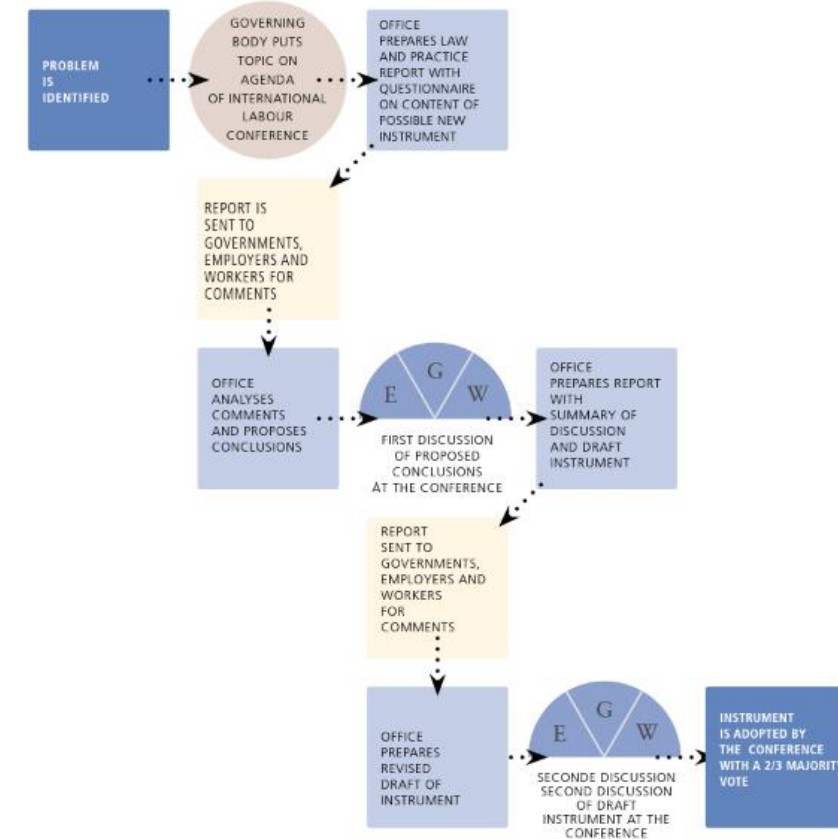 PROBLEM
IS
IDENTIFIED
GOVERNING
BODY PUTS
TOPIC ON
AGENDA
OF INTERNATIONAL
LABOUR
CONFERENCE
OFFICE
PREPARES LAW
AND PRACTICE
REPORT WITH
QUESTIONNAIRE
ON CONTENT OF
POSSIBLE NEW
INSTRUMENT
REPORT IS
SENT TO
GOVERNMENTS,
EMPLOYERS AND
WORKERS FOR
COMMENTS
OFFICE
ANALYSES
COMMENTS
AND PROPOSES
CONCLUSIONS
E G W
FIRST DISCUSSION
OF PROPOSED
CONCLUSIONS
AT THE CONFERENCE
OFFICE
PREPARES REPORT
WITH
SUMMARY OF
DISCUSSION
AND DRAFT
INSTRUMENT
REPORT
SENT TO
GOVERNMENTS,
EMPLOYERS AND
WORKERS
FOR
COMMENTS
OFFICE
PREPARES
REVISED
DRAFT OF
INSTRUMENT
E G W
SECONDE DISCUSSION
SECOND DISCUSSION
OF DRAFT
INSTRUMENT AT THE
CONFERENCE
INSTRUMENT
IS ADOPTED BY
THE CONFERENCE
WITH A 2/3 MAJORITY
VOTE